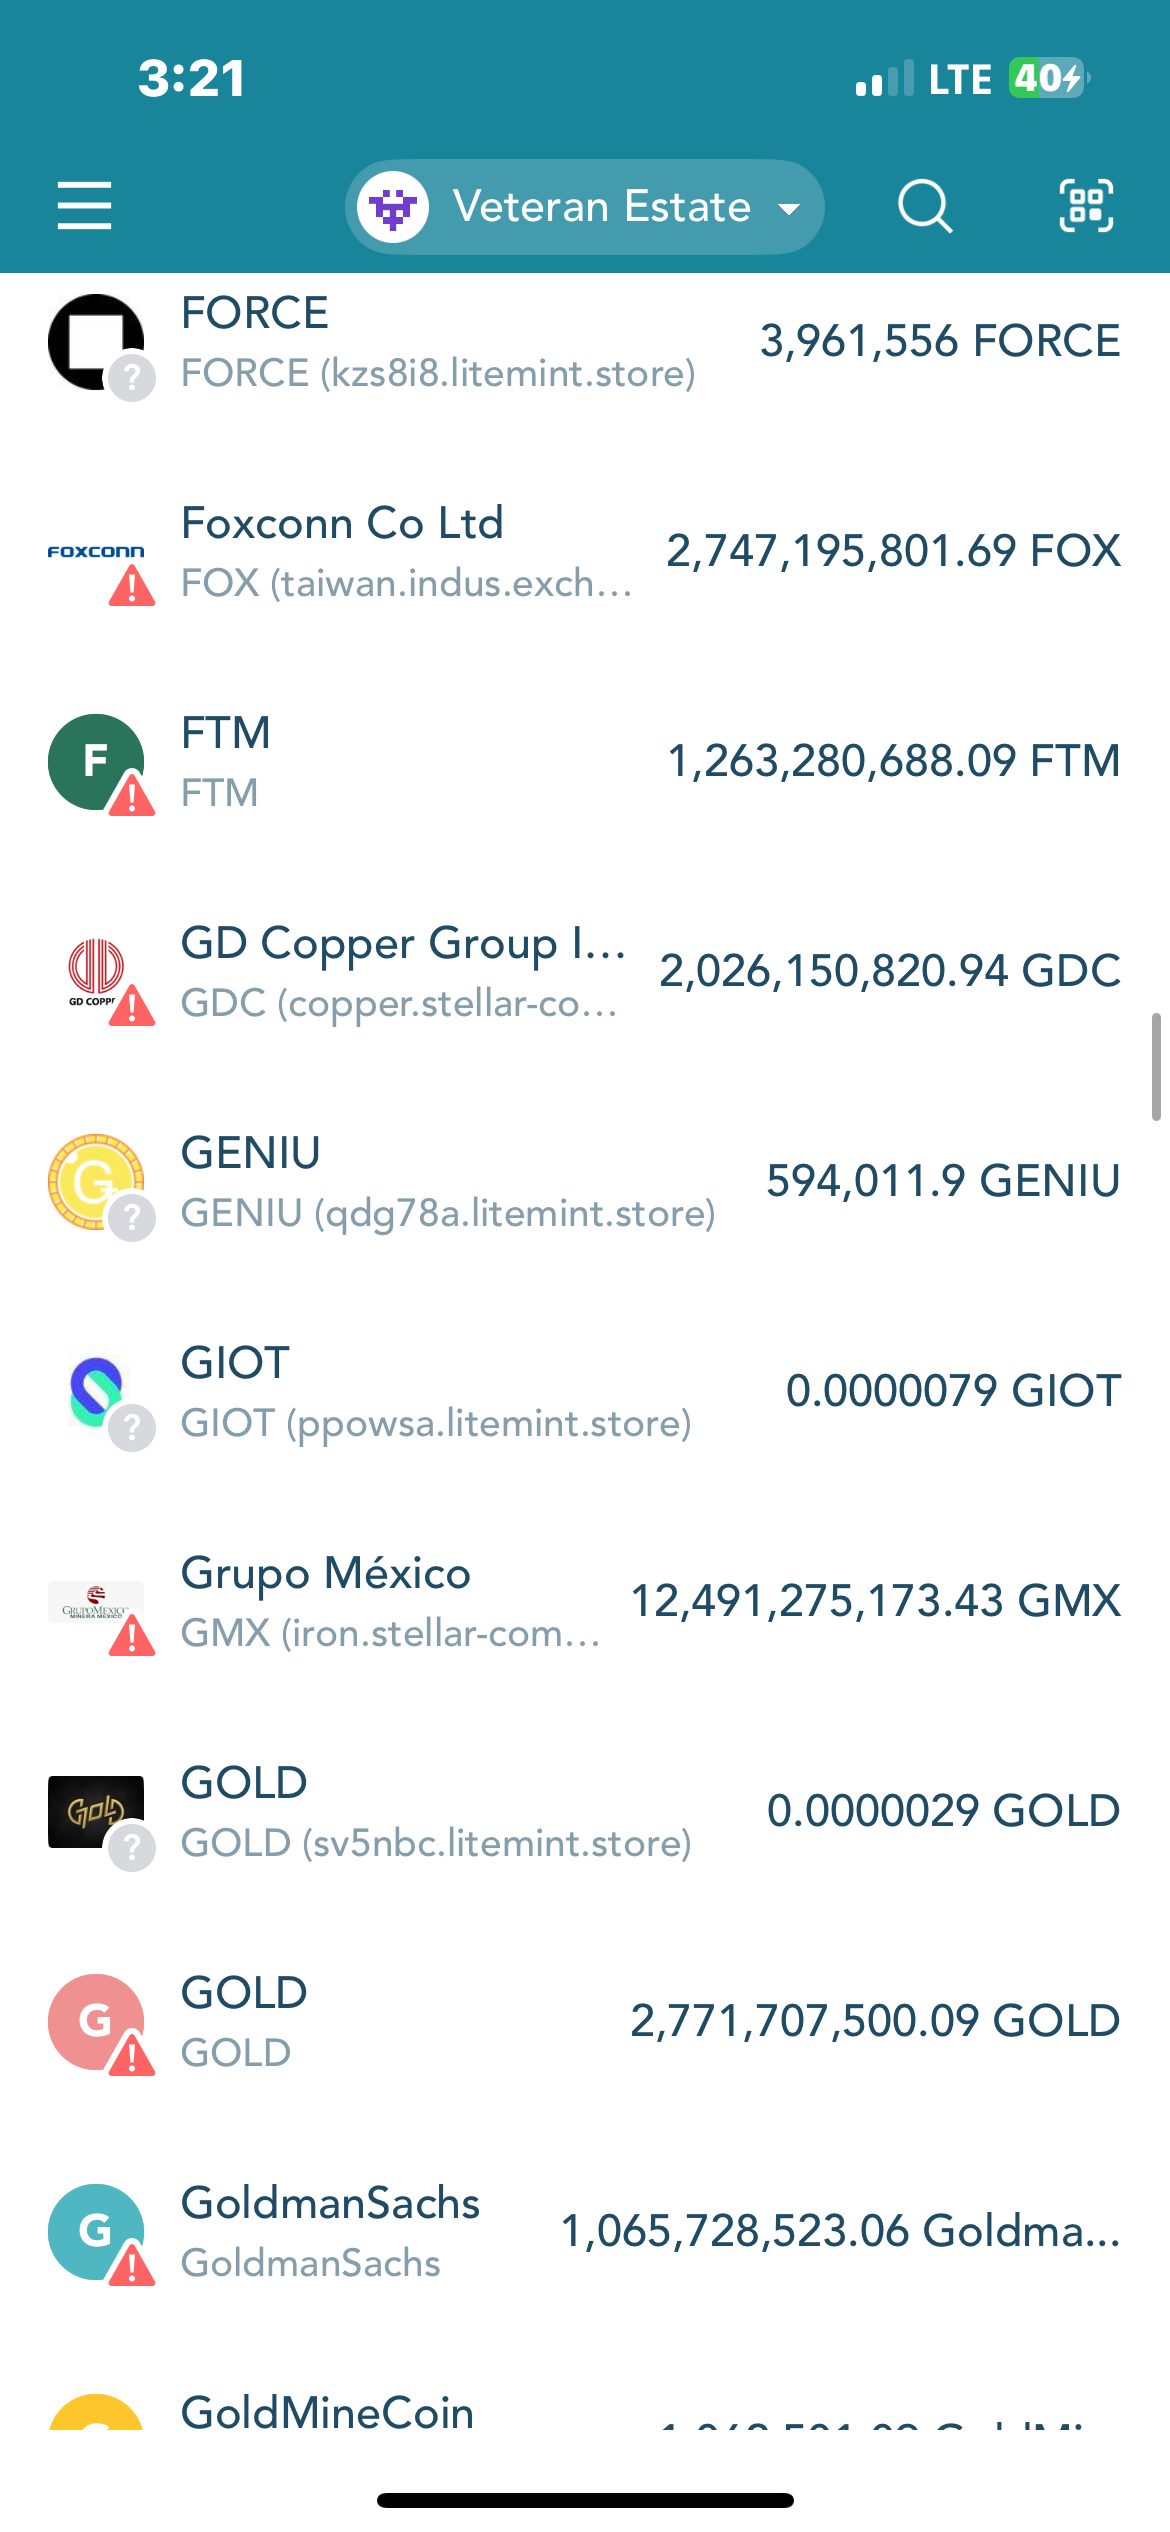 3:21
LTE 40
Veteran Estate
FORCE
3,961,556 FORCE
FORCE (kzs8i8.litemint.store)
FOXCONN
Foxconn Co Ltd
2,747,195,801.69 FOX
FOX (taiwan.indus.exch...
F
FTM
1,263,280,688.09 FTM
FTM
GD COPP
GD Copper Group I...
2,026,150,820.94 GDC
GDC (copper.stellar-co...
G
GENIU
594,011.9 GENIU
GENIU (qdg78a.litemint.store)
GIOT
0.0000079 GIOT
GIOT (ppowsa.litemint.store)
GRUPO MEXICO
MINERA MEXICO
Grupo México
12,491,275,173.43 GMX
GMX (iron.stellar-com...
GOLD
GOLD
0.0000029 GOLD
GOLD (sv5nbc.litemint.store)
G
GOLD
2,771,707,500.09 GOLD
GOLD
G
GoldmanSachs
1,065,728,523.06 Goldma...
GoldmanSachs
GoldMineCoin